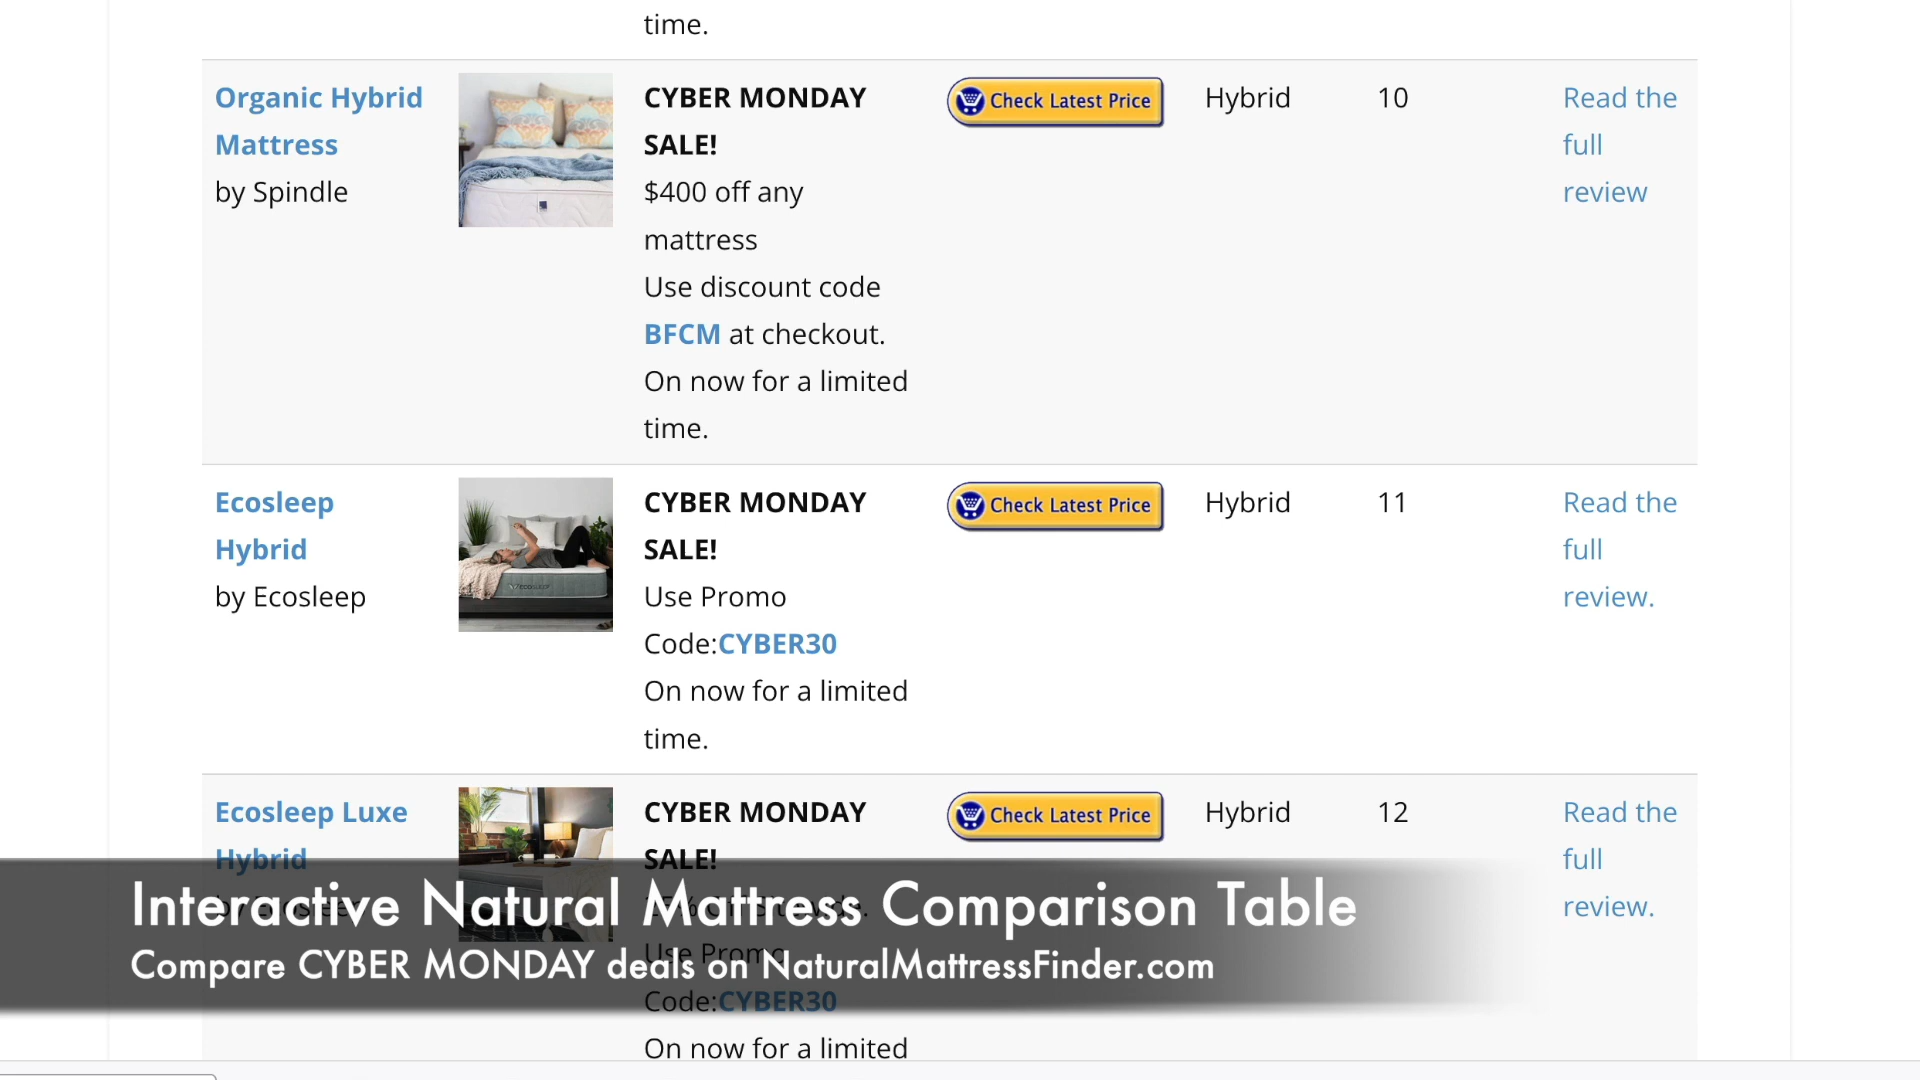 time.
Organic Hybrid
Mattress
by Spindle
CYBER MONDAY
SALE!
$400 off any
mattress
Use discount code
BFCM at checkout.
On now for a limited
time.
Check Latest Price
Hybrid
10
Read the
full
review
Ecosleep
Hybrid
by Ecosleep
CYBER MONDAY
SALE!
Use Promo
Code:CYBER30
On now for a limited
time.
Check Latest Price
Hybrid
11
Read the
full
review.
Ecosleep Luxe
Hybrid
by Ecosleep
CYBER MONDAY
SALE!
Use Promo
Code:CYBER30
On now for a limited
Check Latest Price
Hybrid
12
Read the
full
review.
Interactive Natural Mattress Comparison Table
Compare CYBER MONDAY deals on NaturalMattressFinder.com